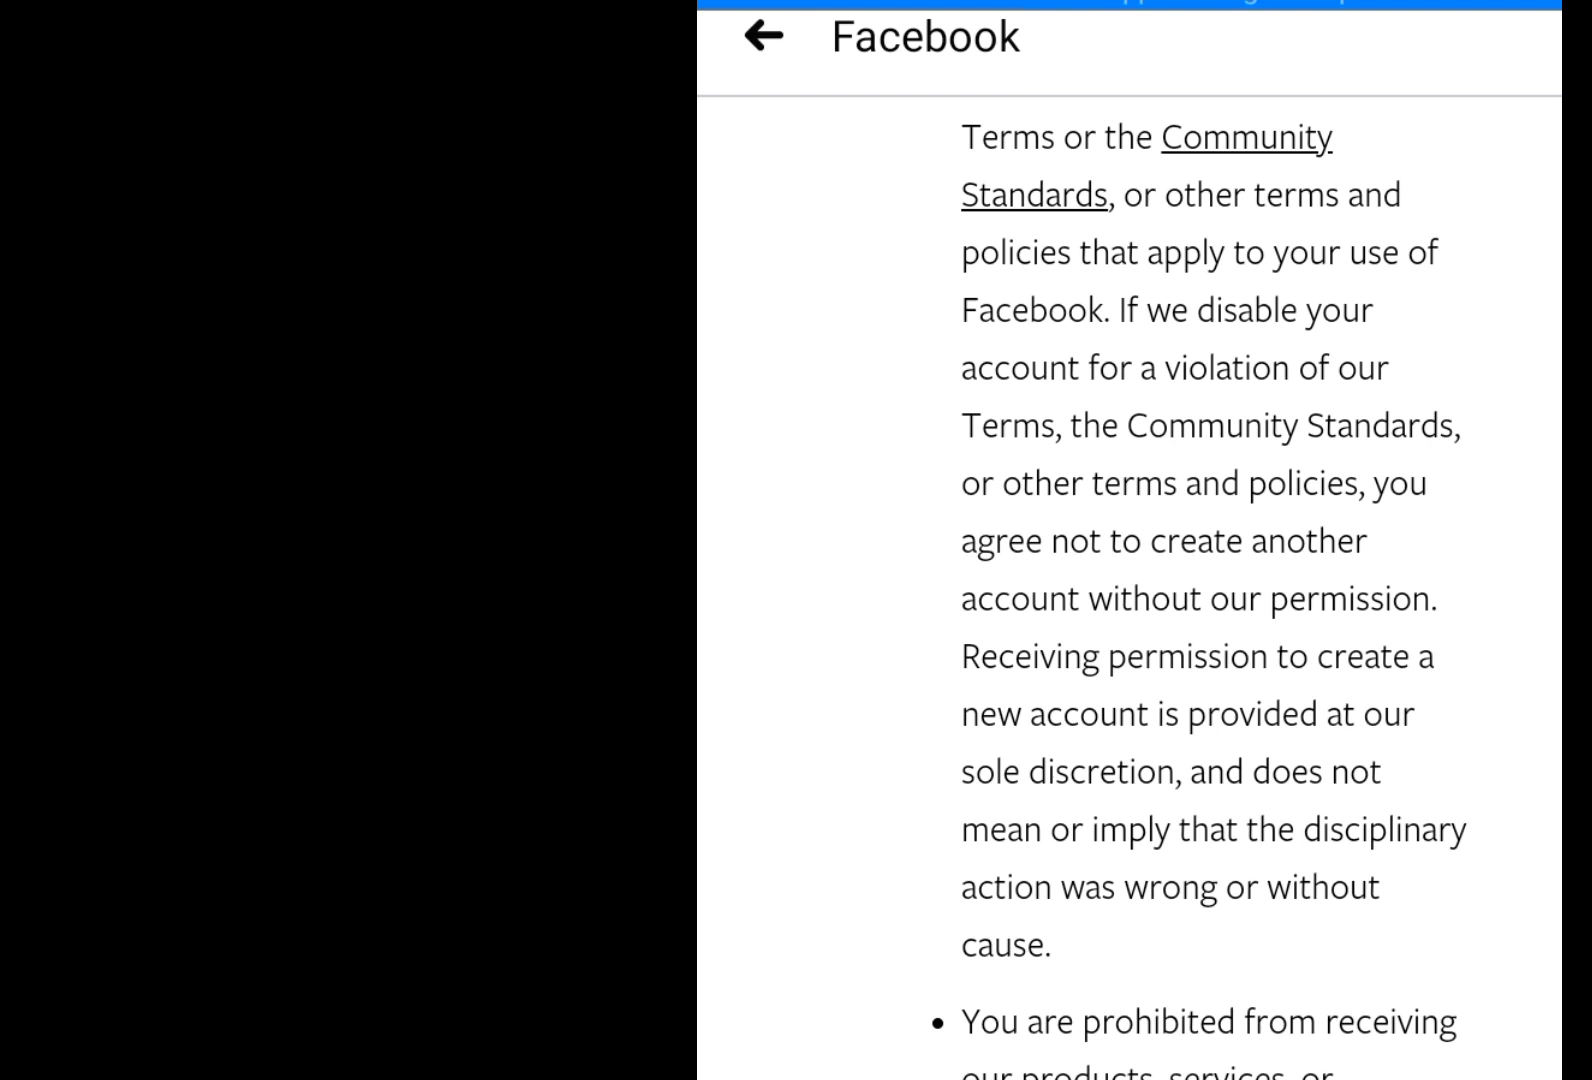 Facebook
Terms or the Community
Standards, or other terms and
policies that apply to your use of
Facebook. If we disable your
account for a violation of our
Terms, the Community Standards,
or other terms and policies, you
agree not to create another
account without our permission.
Receiving permission to create a
new account is provided at our
sole discretion, and does not
mean or imply that the disciplinary
action was wrong or without
cause.
• You are prohibited from receiving
our products, services, or